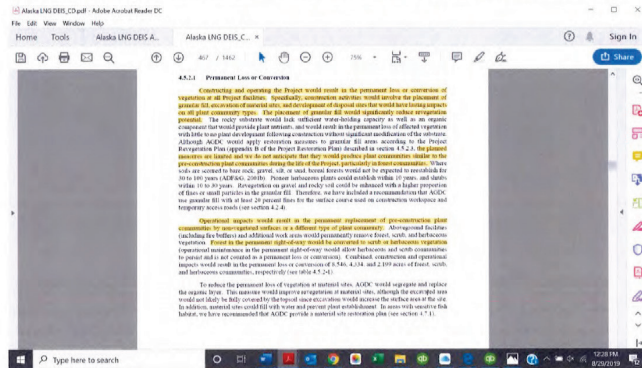 Alaska LNG DEIS_CD.pdf - Adobe Acrobat Reader DC
File Edit View Window Help
Home Tools Alaska LNG DEIS A... Alaska LNG DEIS_C... × Sign In
467 / 3462 75% Share
4.5.2.1 Permanent Loss or Conversion
Constructing and operating the Project would result in the permanent loss or conversion of
vegetation at all Project facilities. Specifically, construction activities would involve the placement of
granular fill, excavation of material sites, and development of disposal sites that would have lasting impacts
on all plant community types. The placement of granular fill would significantly reduce revegetation
potential. The rocky substrate would lack sufficient water-holding capacity as well as an organic
component that would provide plant nutrients, and would result in the permanent loss of affected vegetation
with little to no plant development following construction without significant modification of the substrate.
Although AGDC would apply restoration measures to granular fill areas according to the Project
Revegetation Plan (appendix B of the Project Restoration Plan) described in section 4.5.2.3, the planned
measures are limited and we do not anticipate that they would produce plant communities similar to the
pre-construction plant communities during the life of the Project, particularly in forest communities. Where
soils are seemed to bare rock, gravel, silt, or sand, boreal forests would not be expected to reestablish for
50 to 100 years (ADF&G, 2001b). Pioneer herbaceous plants could establish within 10 years, and shrubs
within 10 to 30 years. Revegetation on gravel and rocky soil could be enhanced with a higher proportion
of fines or small particles in the granular fill. Therefore, we have included a recommendation that AGDC
use granular fill with at least 20 percent fines for the surface course used on construction workspace and
temporary access roads (see section 4.2.4)
Operational impacts would result in the permanent replacement of pre-construction plant
communities by non-vegetated surfaces or a different type of plant community. Aboveground facilities
(including fire buffers) and additional work areas would permanently remove forest, scrub, and herbaceous
vegetation. Forest in the permanent right-of-way would be converted to scrub or herbaceous vegetation
(operational maintenance in the permanent right-of-way would allow herbaceous and scrub communities
to persist and is not counted as a permanent loss or conversion). Combined, construction and operational
impacts would result in the permanent loss or conversion of 8,546, 4,334, and 2,199 acres of forest, scrub,
and herbaceous communities, respectively (see table 4.5.2-1)
To reduce the permanent loss of vegetation at material sites, AGDC would segregate and replace
the organic layer. This measure would improve revegetation at material sites, although the excavated area
would not likely be fully covered by the topsoil since excavation would increase the surface area at the site.
In addition, material sites could fill with water and prevent plant establishment. In areas with sensitive fish
habitat, we have recommended that AGDC provide a material site restoration plan (see section 4.7.1).
Type here to search 12:28 PM
8/29/2019